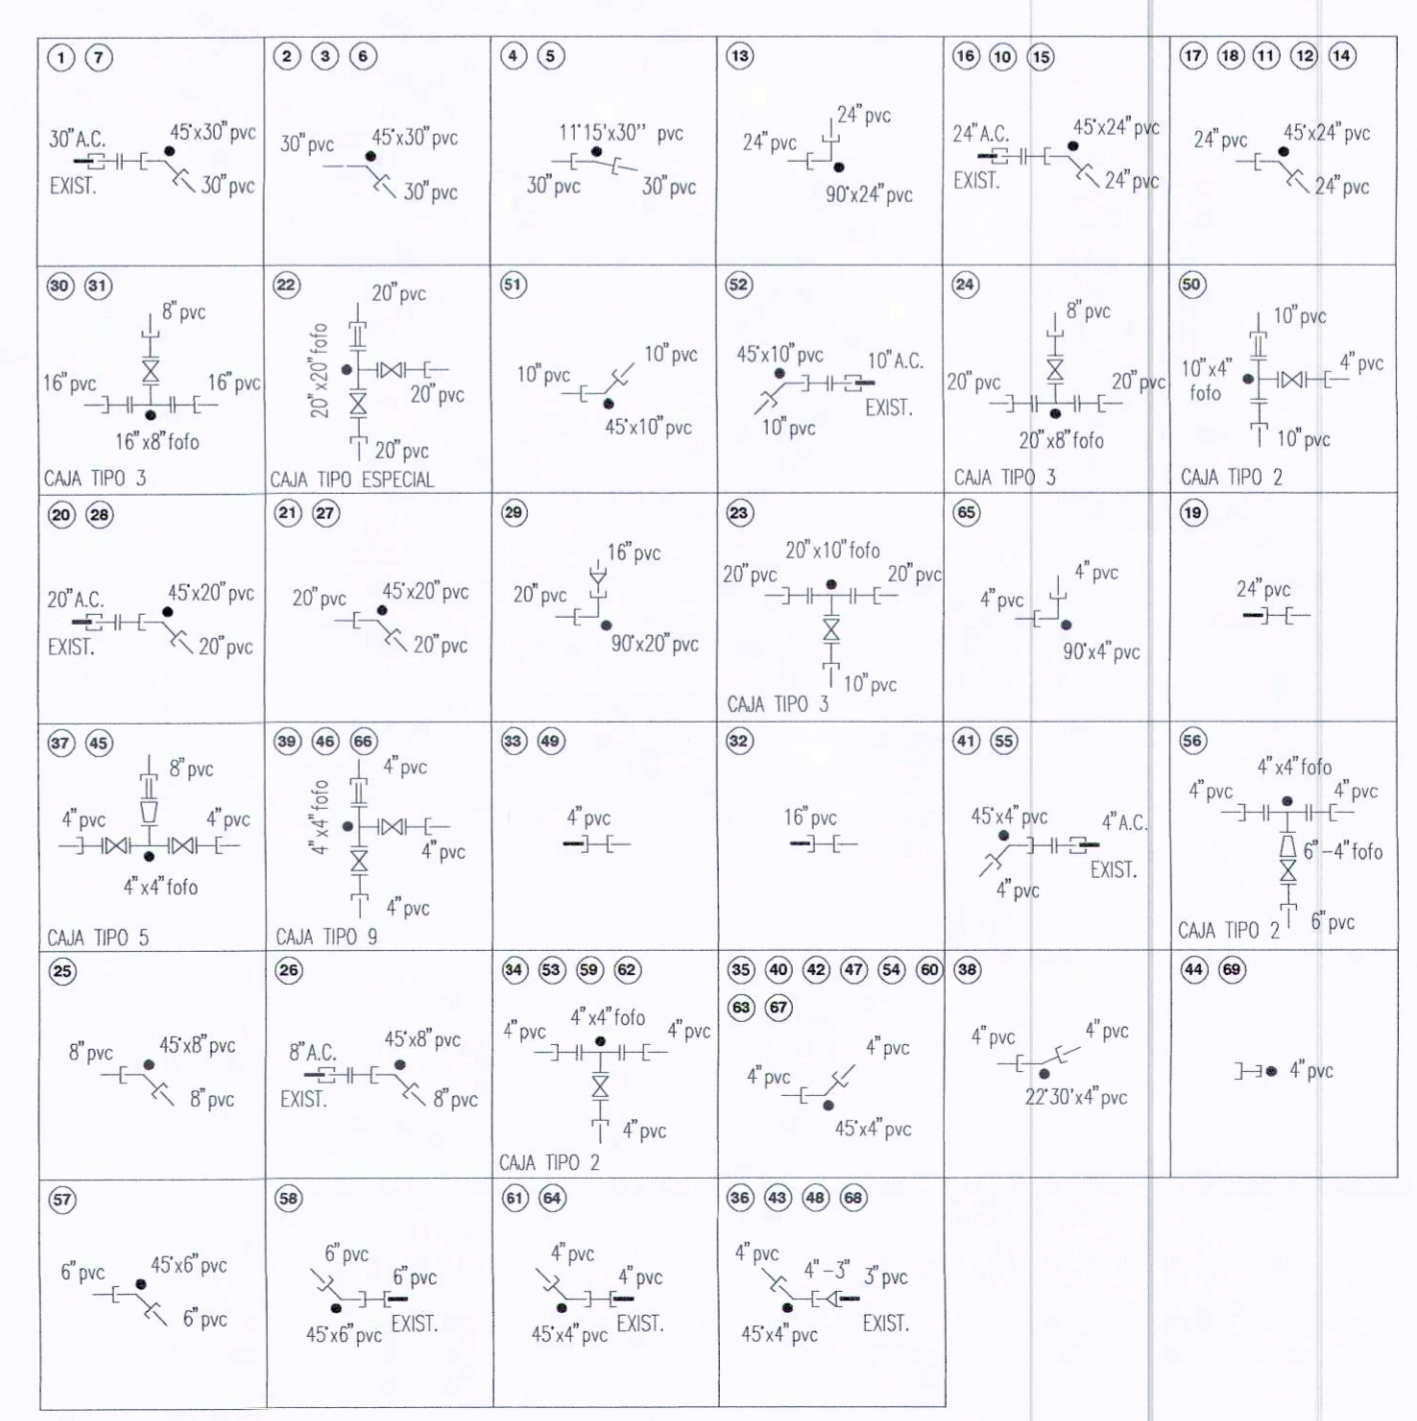 1 7
30"A.C.
45°x30"pvc
EXIST.
30"pvc
2 3 6
30"pvc
45°x30"pvc
30"pvc
4 5
11°15'x30" pvc
30"pvc
30"pvc
13
24"pvc
24"pvc
90°x24"pvc
16 10 15
24"A.C.
45°x24"pvc
EXIST.
24"pvc
17 18 11 12 14
24"pvc
45°x24"pvc
24"pvc
30 31
8"pvc
16"pvc
16"pvc
16"x8"fofo
CAJA TIPO 3
22
20"pvc
20"x20"fofo
20"pvc
20"pvc
CAJA TIPO ESPECIAL
51
10"pvc
10"pvc
45°x10"pvc
52
45°x10"pvc
10"A.C.
EXIST.
10"pvc
24
8"pvc
20"pvc
20"pvc
20"x8"fofo
CAJA TIPO 3
50
10"pvc
10"x4"
fofo
4"pvc
10"pvc
CAJA TIPO 2
20 28
20"A.C.
45°x20"pvc
EXIST.
20"pvc
21 27
20"pvc
45°x20"pvc
20"pvc
29
16"pvc
20"pvc
90°x20"pvc
23
20"x10"fofo
20"pvc
20"pvc
10"pvc
CAJA TIPO 3
65
4"pvc
4"pvc
90°x4"pvc
19
24"pvc
37 45
8"pvc
4"pvc
4"pvc
4"x4"fofo
CAJA TIPO 5
39 46 66
4"pvc
4"x4"fofo
4"pvc
4"pvc
CAJA TIPO 9
33 49
4"pvc
32
16"pvc
41 55
45°x4"pvc
4"A.C.
EXIST.
4"pvc
56
4"x4"fofo
4"pvc
4"pvc
6"-4"fofo
6"pvc
CAJA TIPO 2
25
8"pvc
45°x8"pvc
8"pvc
26
8"A.C.
45°x8"pvc
EXIST.
8"pvc
34 53 59 62
4"x4"fofo
4"pvc
4"pvc
4"pvc
CAJA TIPO 2
35 40 42 47 54 60
63 67
4"pvc
4"pvc
45°x4"pvc
38
4"pvc
4"pvc
22°30'x4"pvc
44 69
4"pvc
57
6"pvc
45°x6"pvc
6"pvc
58
6"pvc
6"pvc
45°x6"pvc
EXIST.
61 64
4"pvc
4"pvc
45°x4"pvc
EXIST.
36 43 48 68
4"pvc
4"-3"
3"pvc
45°x4"pvc
EXIST.